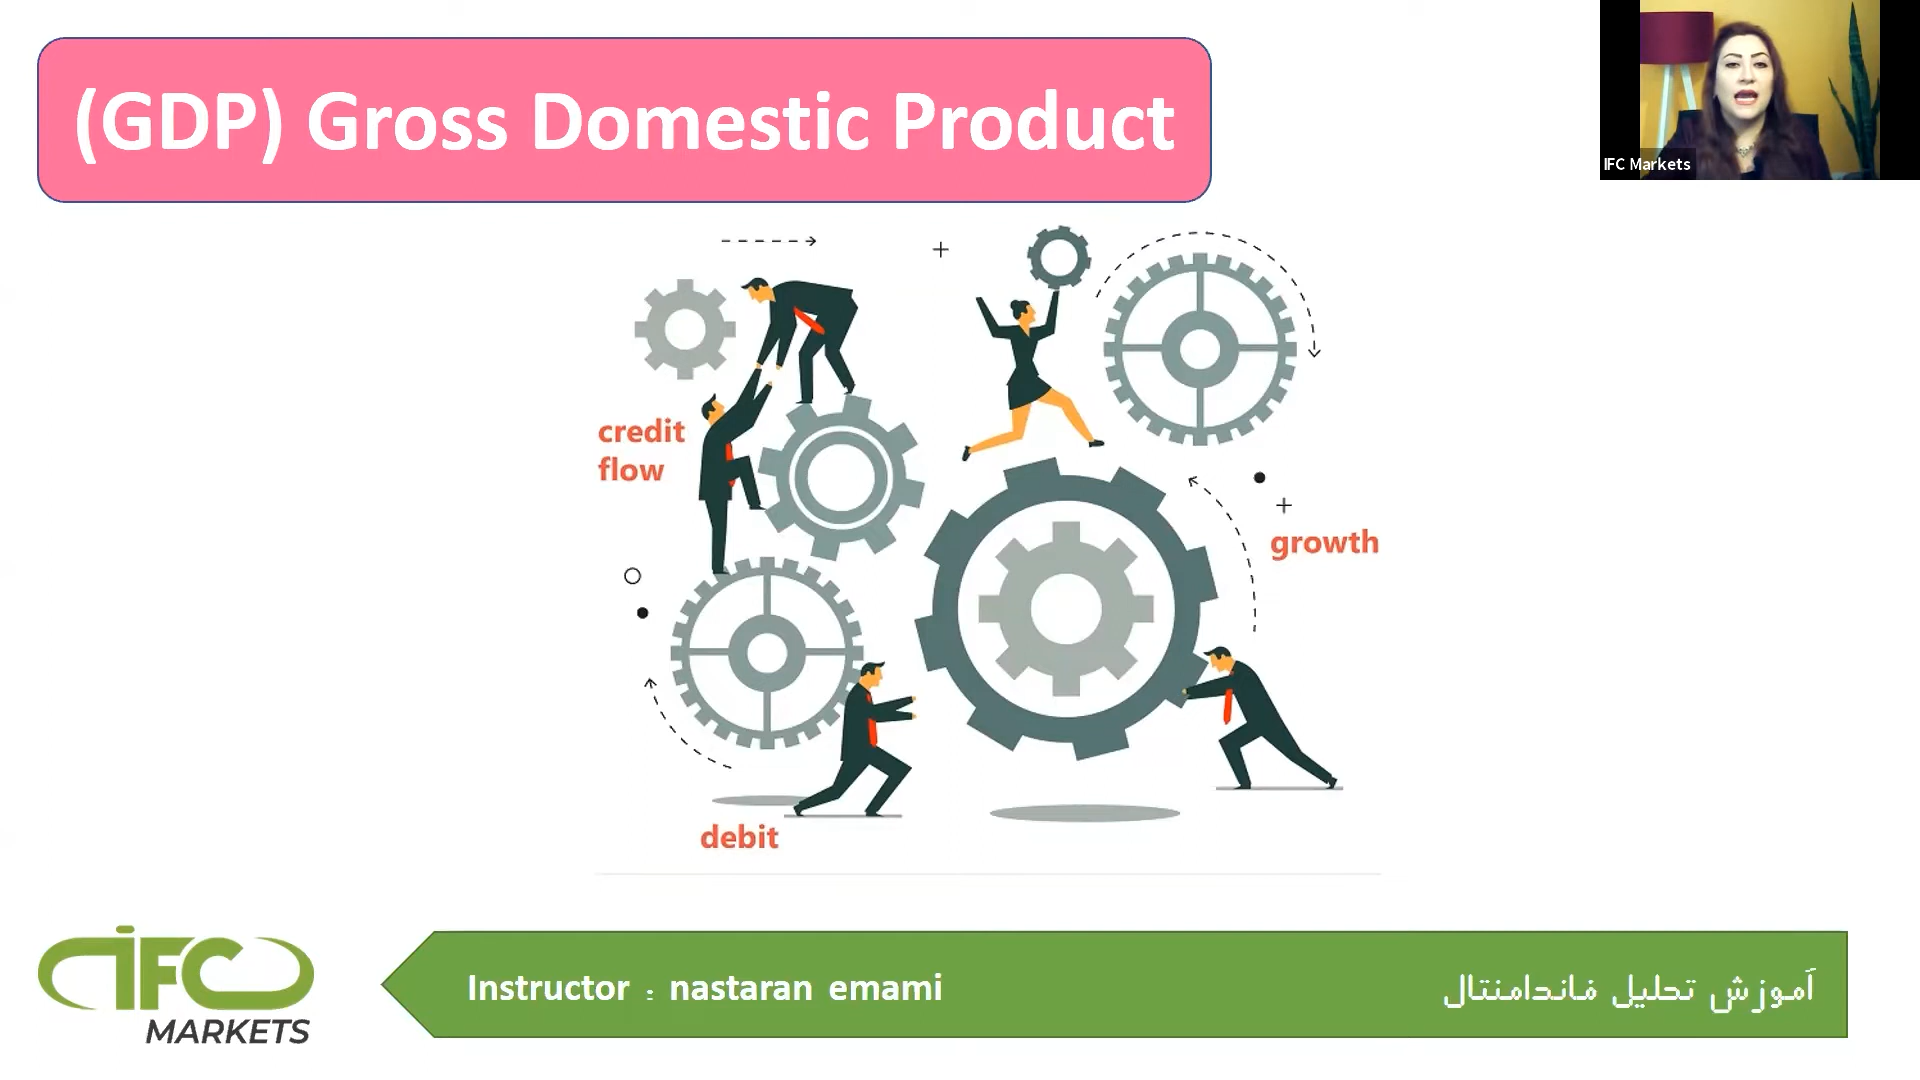 (GDP) Gross Domestic Product
IFC Markets
credit
flow
growth
debit
IFC
MARKETS
Instructor : nastaran emami
آموزش تحلیل فاندامنتال